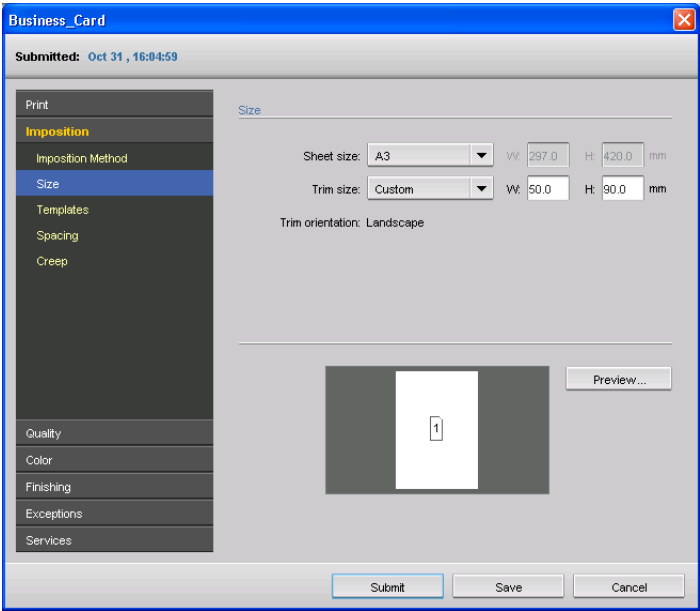 Business_Card
Submitted: Oct 31 , 16:04:59
Print
Imposition
Imposition Method
Size
Templates
Spacing
Creep
Quality
Color
Finishing
Exceptions
Services
Size
Sheet size: A3 W: 297.0 H: 420.0 mm
Trim size: Custom W: 50.0 H: 90.0 mm
Trim orientation: Landscape
1
Preview...
Submit Save Cancel